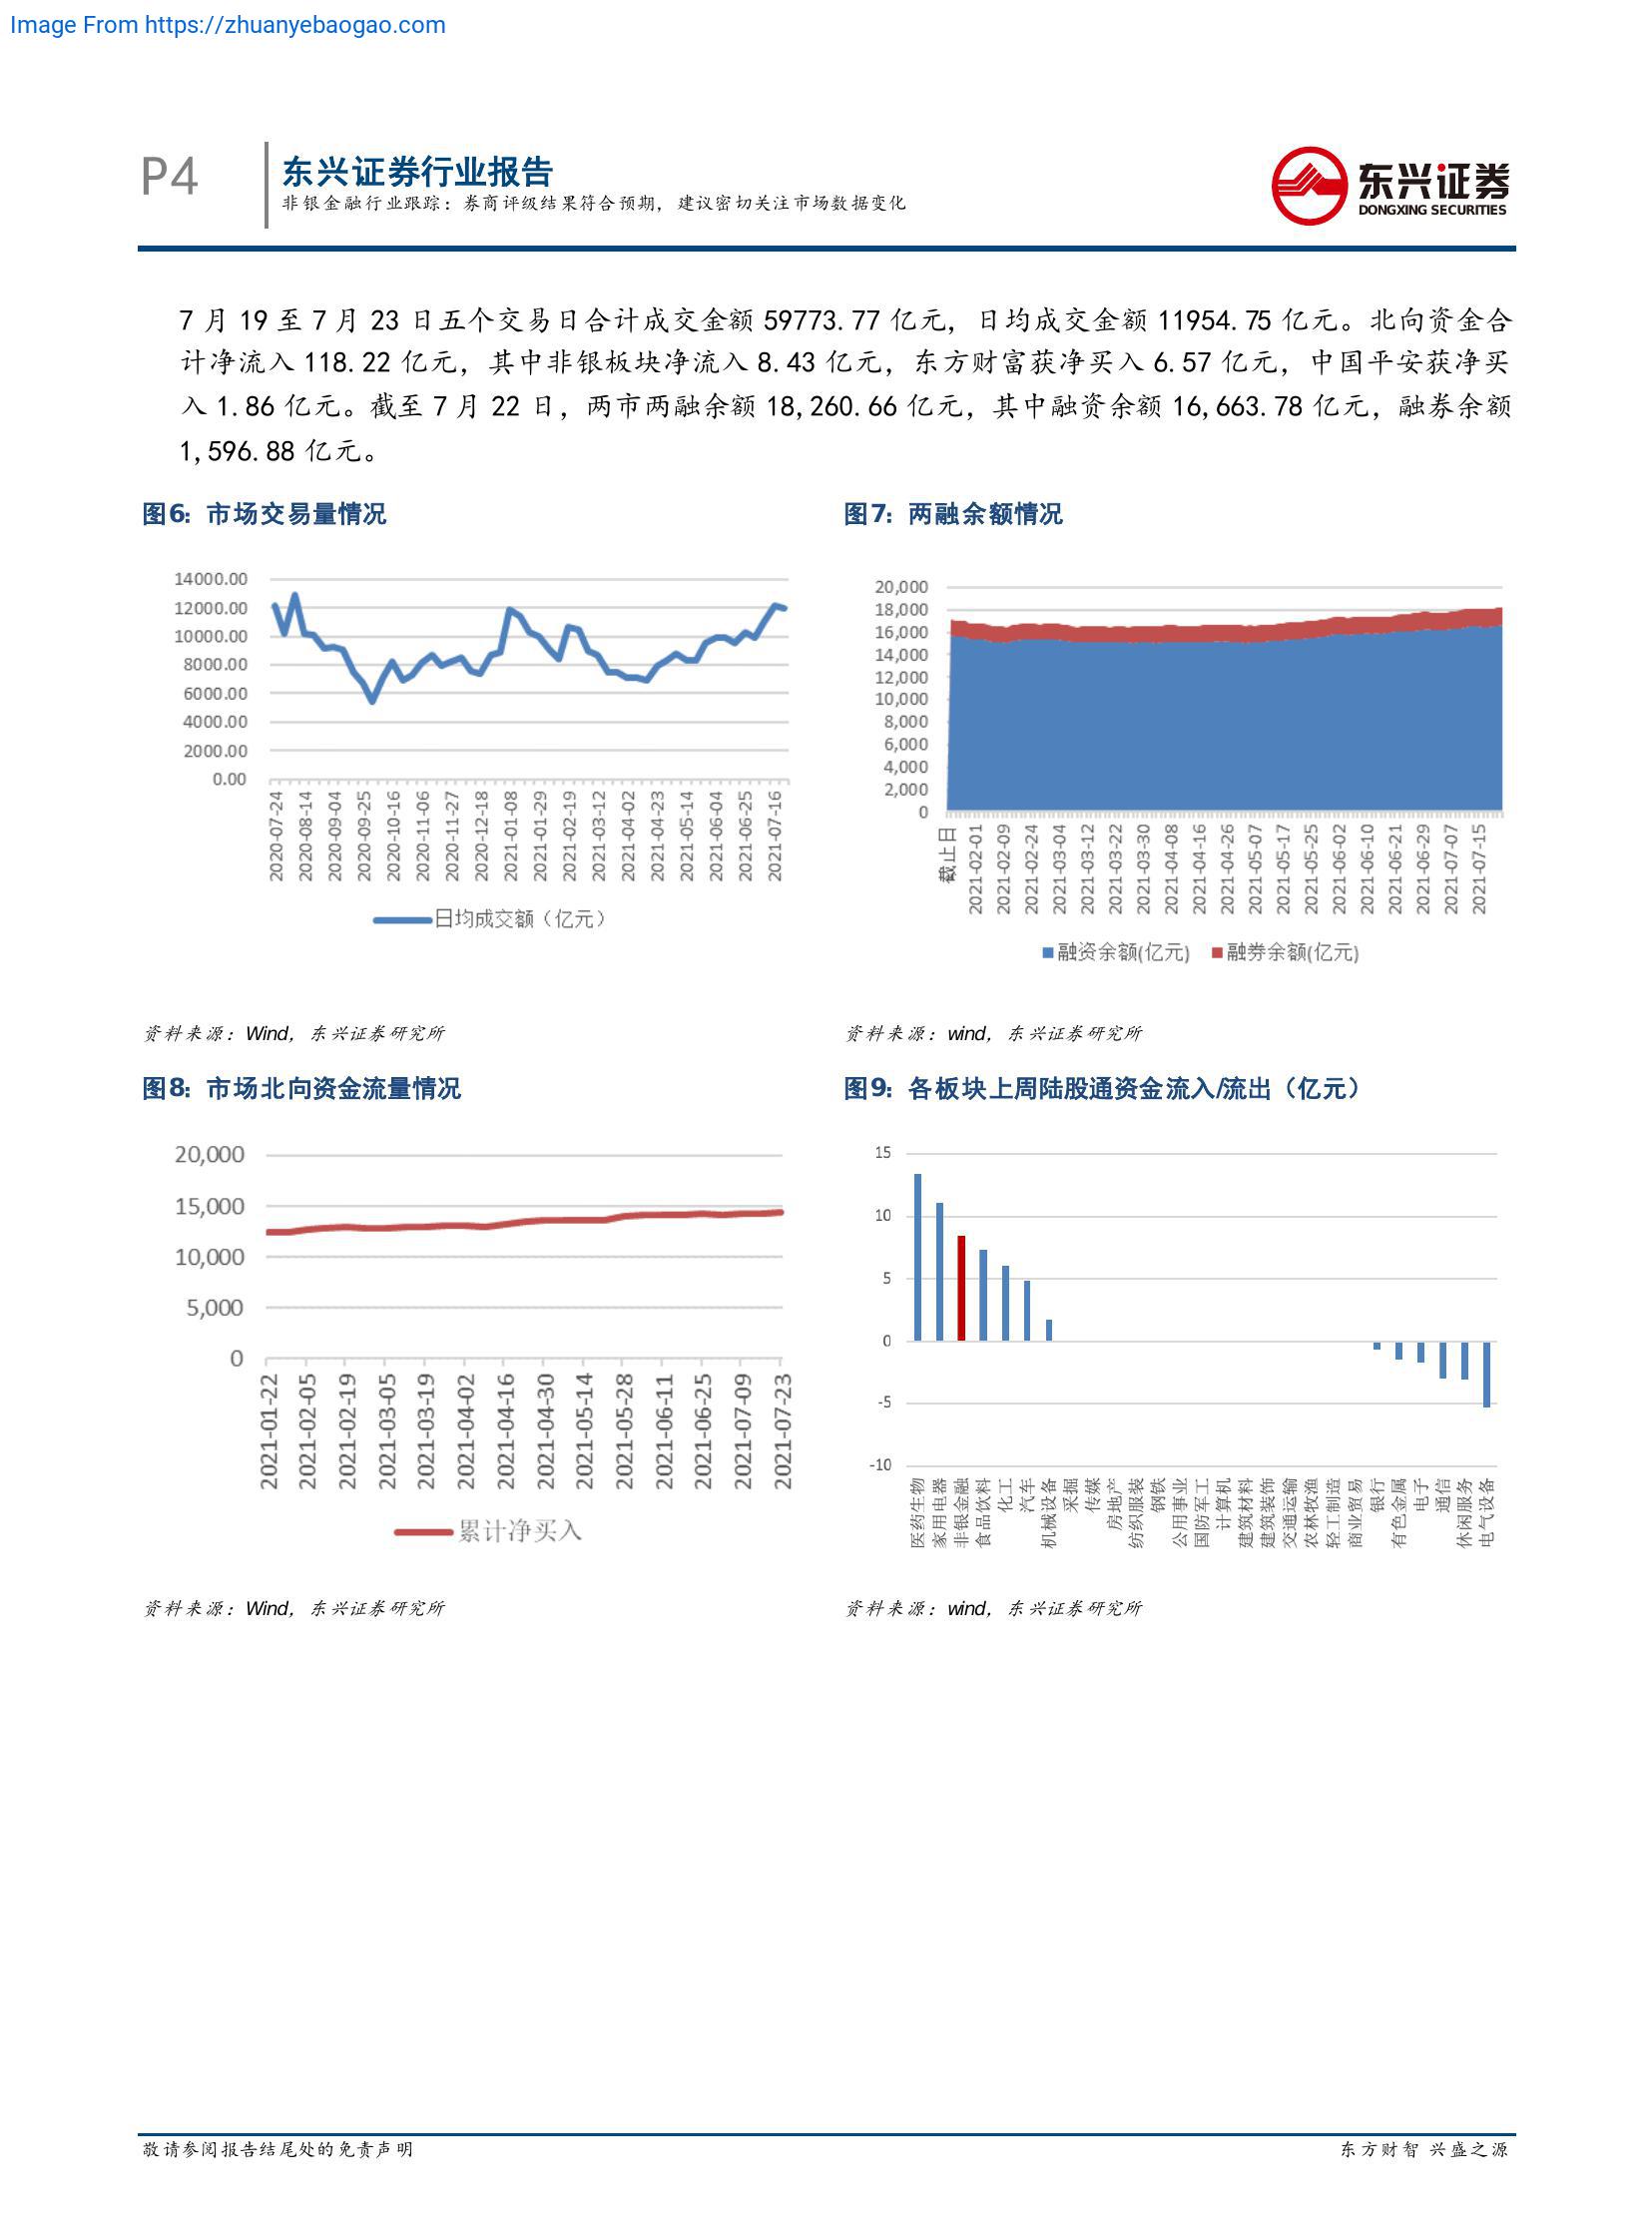 Image From https://zhuanyebaogao.com
P4
东兴证券行业报告
非银金融行业跟踪：券商评级结果符合预期，建议密切关注市场数据变化
东兴证券
DONGXING SECURITIES
7 月 19 至 7 月 23 日五个交易日合计成交金额 59773.77 亿元，日均成交金额 11954.75 亿元。北向资金合
计净流入 118.22 亿元，其中非银板块净流入 8.43 亿元，东方财富获净买入 6.57 亿元，中国平安获净买
入 1.86 亿元。截至 7 月 22 日，两市两融余额 18,260.66 亿元，其中融资余额 16,663.78 亿元，融券余额
1,596.88 亿元。
图6：市场交易量情况
14000.00
12000.00
10000.00
8000.00
6000.00
4000.00
2000.00
0.00
2020-07-24
2020-08-14
2020-09-04
2020-09-25
2020-10-16
2020-11-06
2020-11-27
2020-12-18
2021-01-08
2021-01-29
2021-02-19
2021-03-12
2021-04-02
2021-04-23
2021-05-14
2021-06-04
2021-06-25
2021-07-16
日均成交额（亿元）
资料来源：Wind，东兴证券研究所
图7：两融余额情况
20,000
18,000
16,000
14,000
12,000
10,000
8,000
6,000
4,000
2,000
0
截止日
2021-02-01
2021-02-09
2021-02-24
2021-03-04
2021-03-12
2021-03-22
2021-03-30
2021-04-08
2021-04-16
2021-04-26
2021-05-07
2021-05-17
2021-05-25
2021-06-02
2021-06-10
2021-06-21
2021-06-29
2021-07-07
2021-07-15
融资余额(亿元)
融券余额(亿元)
资料来源：wind，东兴证券研究所
图8：市场北向资金流量情况
20,000
15,000
10,000
5,000
0
2021-01-22
2021-02-05
2021-02-19
2021-03-05
2021-03-19
2021-04-02
2021-04-16
2021-04-30
2021-05-14
2021-05-28
2021-06-11
2021-06-25
2021-07-09
2021-07-23
累计净买入
资料来源：Wind，东兴证券研究所
图9：各板块上周陆股通资金流入/流出（亿元）
15
10
5
0
-5
-10
医药生物
家用电器
非银金融
食品饮料
化工
汽车
机械设备
采掘
传媒
房地产
纺织服装
钢铁
公用事业
国防军工
计算机
建筑材料
建筑装饰
交通运输
农林牧渔
轻工制造
商业贸易
银行
有色金属
电子
通信
休闲服务
电气设备
资料来源：wind，东兴证券研究所
敬请参阅报告结尾处的免责声明
东方财智 兴盛之源